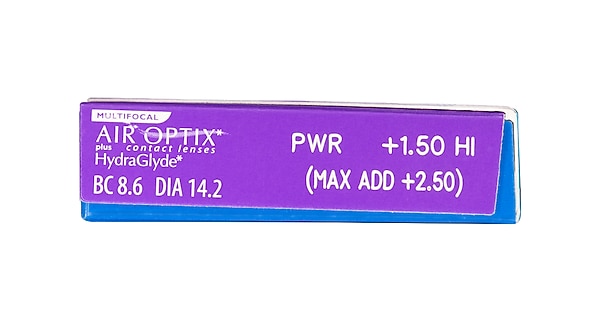 MULTIFOCAL
AIR OPTIX*
plus contact lenses
HydraGlyde*
BC 8.6 DIA 14.2
PWR +1.50 HI
(MAX ADD +2.50)